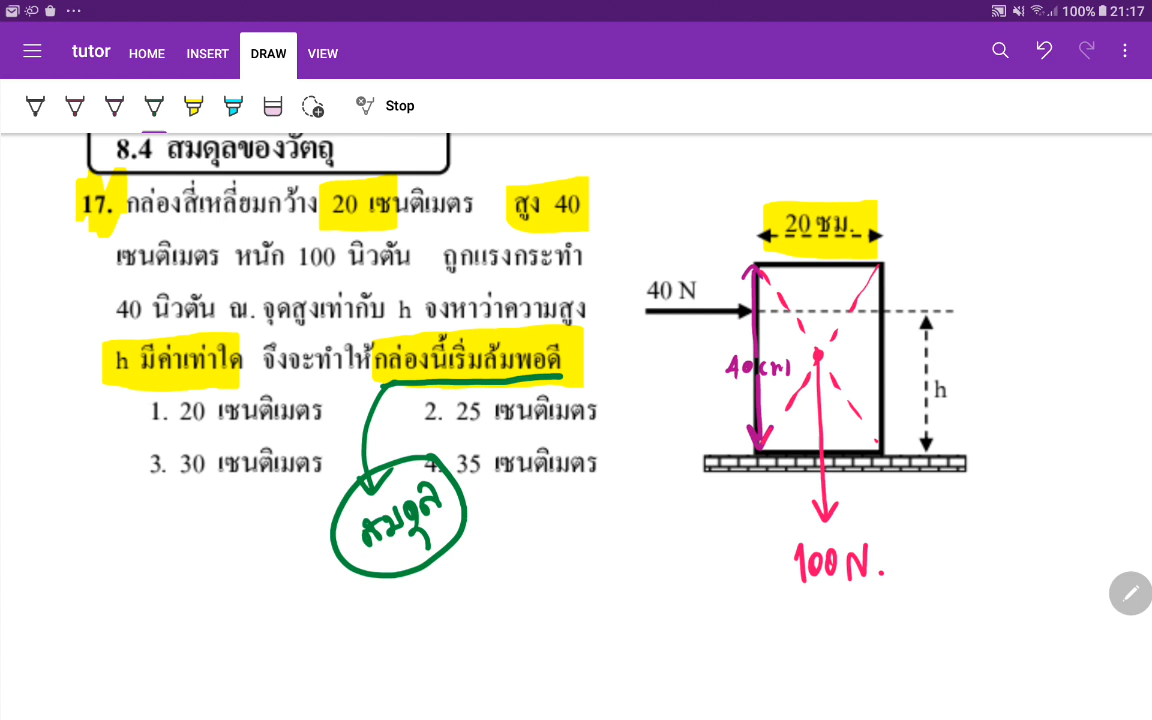 100% 21:17
tutor HOME INSERT DRAW VIEW
Stop
8.4 สมดุลของวัตถุ
17. กล่องสี่เหลี่ยมกว้าง 20 เซนติเมตร สูง 40
เซนติเมตร หนัก 100 นิวตัน ถูกแรงกระทำ
40 นิวตัน ณ. จุดสูงเท่ากับ h จงหาว่าความสูง
h มีค่าเท่าใด จึงจะทำให้กล่องนี้เริ่มล้มพอดี
1. 20 เซนติเมตร 2. 25 เซนติเมตร
3. 30 เซนติเมตร 4. 35 เซนติเมตร
สมดุล
20 ซม.
40 N
40cm
h
100 N.